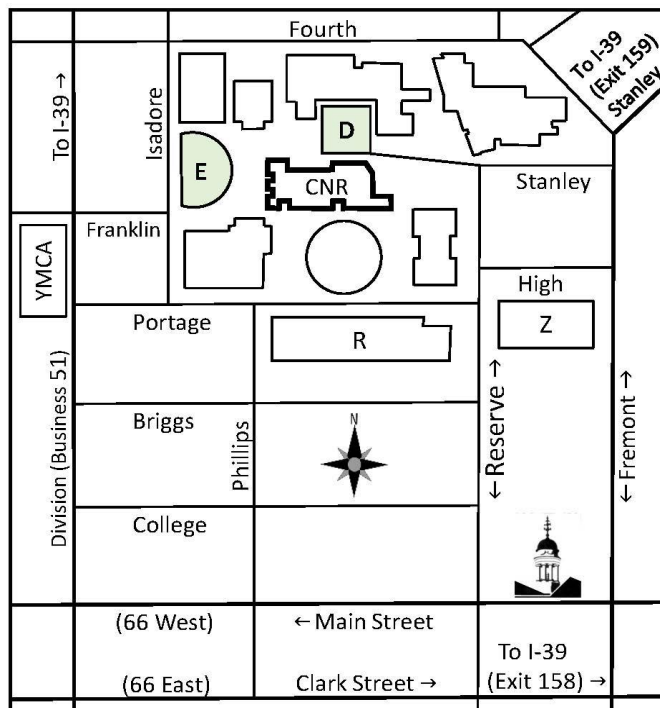 Fourth
To I-39
(Exit 159)
Stanley
To I-39 →
Isadore
D
E
CNR
Stanley
Franklin
YMCA
High
Portage
R
Z
Division (Business 51)
Briggs
Phillips
N
← Reserve →
← Fremont →
College
(66 West)
← Main Street
To I-39
(66 East)
Clark Street →
(Exit 158) →